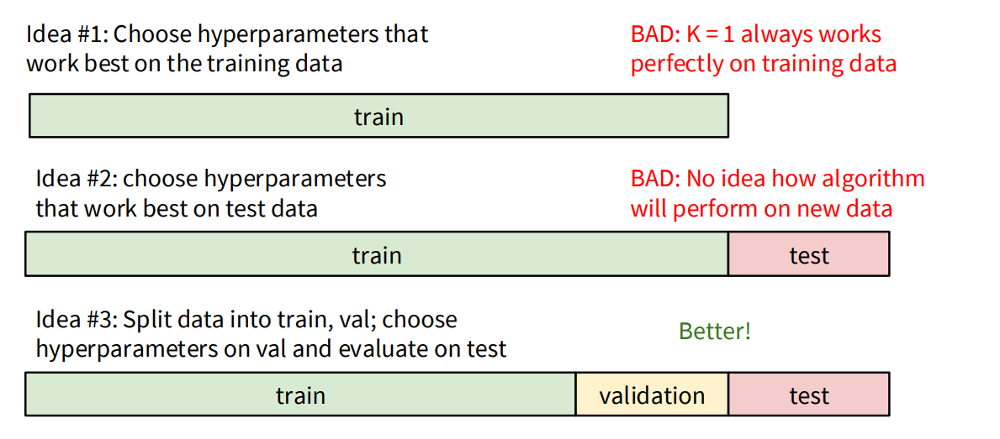 Idea #1: Choose hyperparameters that
work best on the training data
BAD: K = 1 always works
perfectly on training data
train
Idea #2: choose hyperparameters
that work best on test data
BAD: No idea how algorithm
will perform on new data
train
test
Idea #3: Split data into train, val; choose
hyperparameters on val and evaluate on test
Better!
train
validation
test